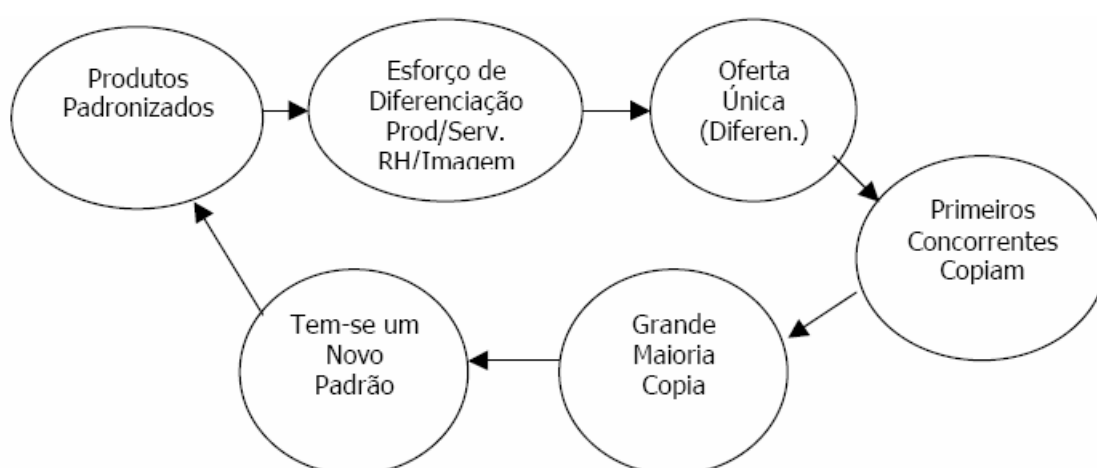 Produtos
Padronizados
Esforço de
Diferenciação
Prod/Serv.
RH/Imagem
Oferta
Única
(Diferen.)
Primeiros
Concorrentes
Copiam
Grande
Maioria
Copia
Tem-se um
Novo
Padrão